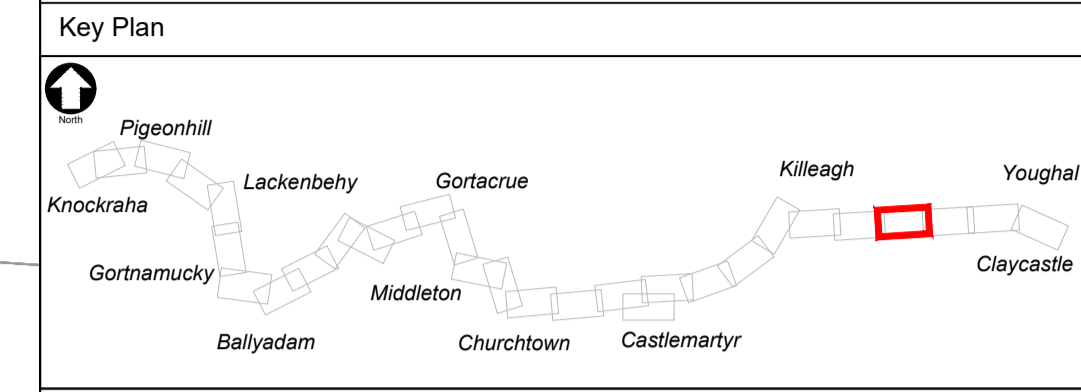 Key Plan
North
Pigeonhill
Knockraha
Lackenbehy
Gortacrue
Killeagh
Youghal
Gortnamucky
Middleton
Claycastle
Ballyadam
Churchtown
Castlemartyr